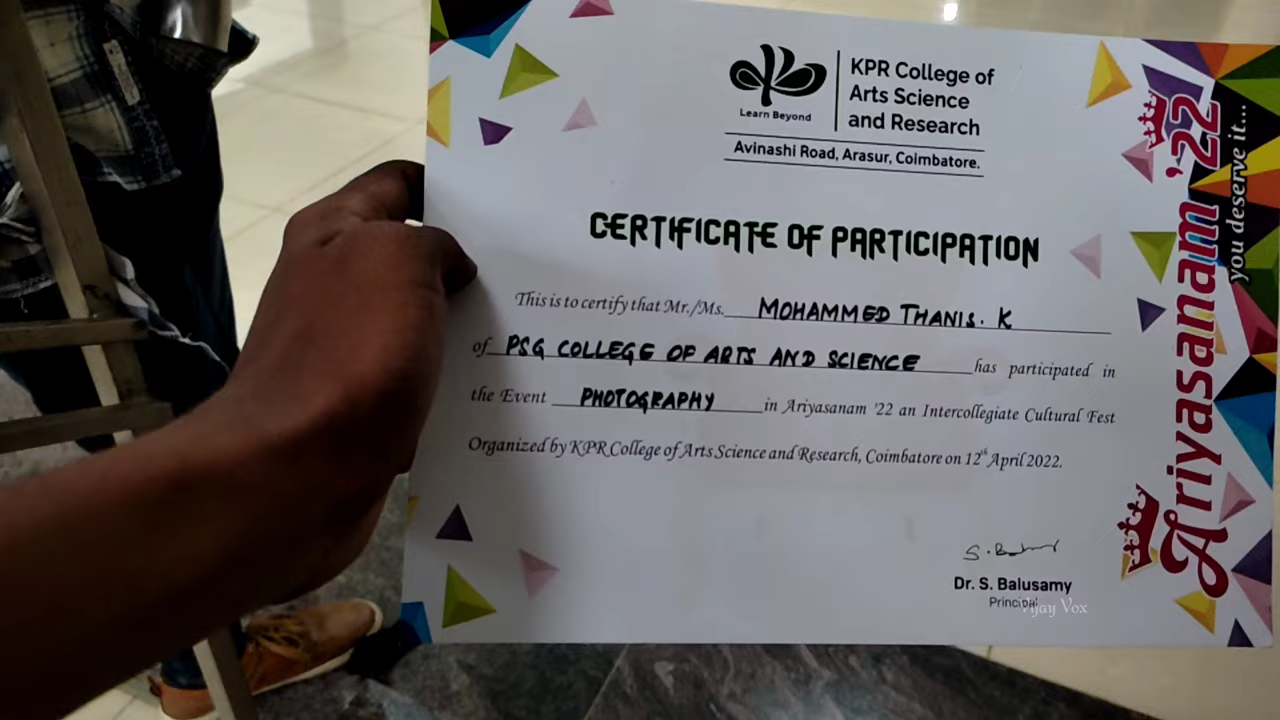 Learn Beyond
KPR College of
Arts Science
and Research
Avinashi Road, Arasur, Coimbatore.
CERTIFICATE OF PARTICIPATION
This is to certify that Mr./Ms. MOHAMMED THANIS. K
of PSG COLLEGE OF ARTS AND SCIENCE has participated in
the Event PHOTOGRAPHY in Ariyasanam '22 an Intercollegiate Cultural Fest
Organized by KPR College of Arts Science and Research, Coimbatore on 12th April 2022.
Dr. S. Balusamy
Principal
Vijay Vox
Ariyasanam '22
you deserve it...